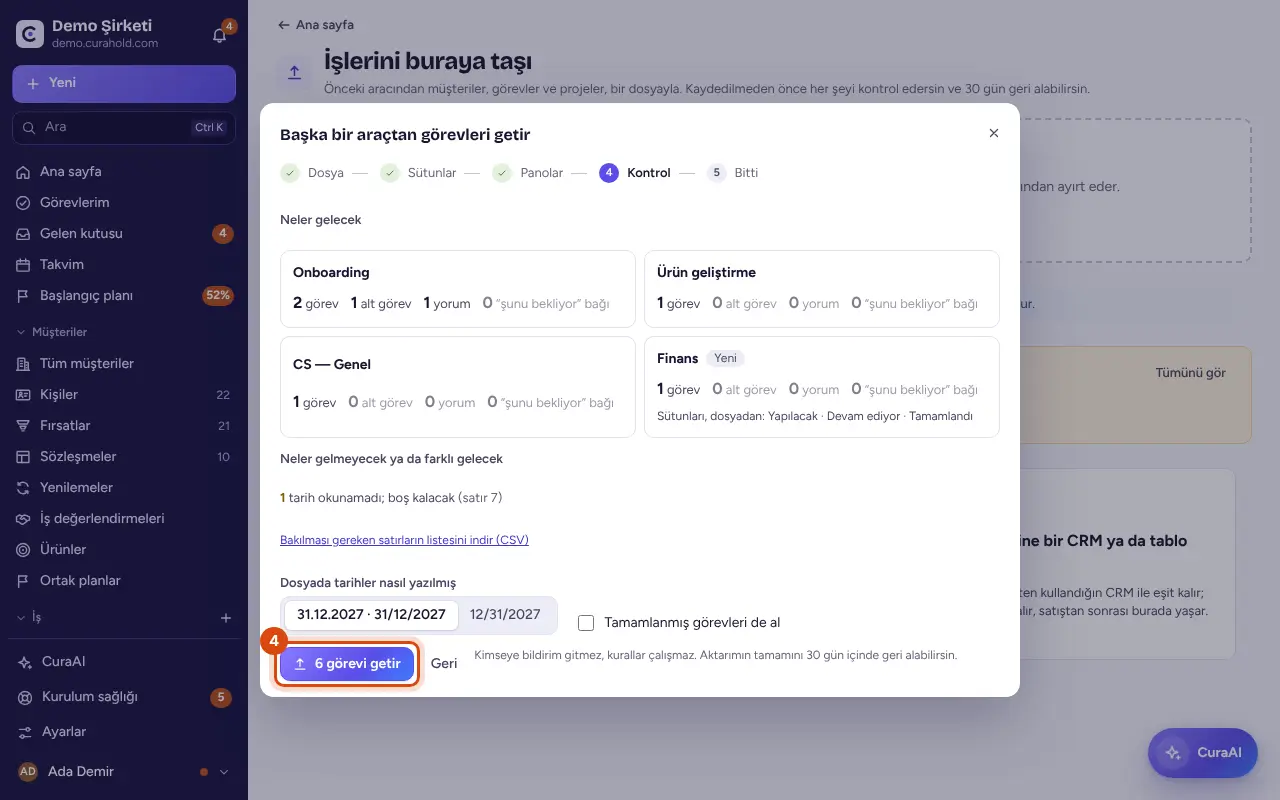 Demo Şirketi
demo.curahold.com
4
Yeni
Ara
Ctrl K
Ana sayfa
Görevlerim
Gelen kutusu
4
Takvim
Başlangıç planı
52%
Müşteriler
Tüm müşteriler
Kişiler
22
Fırsatlar
21
Sözleşmeler
10
Yenilemeler
İş değerlendirmeleri
Ürünler
Ortak planlar
İş
CuraAI
Kurulum sağlığı
5
Ayarlar
AD
Ada Demir
← Ana sayfa
İşlerini buraya taşı
Önceki aracından müşteriler, görevler ve projeler, bir dosyayla. Kaydedilmeden önce her şeyi kontrol edersin ve 30 gün geri alabilirsin.
Başka bir araçtan görevleri getir
Dosya
Sütunlar
Panolar
4 Kontrol
5 Bitti
Neler gelecek
Onboarding
2 görev 1 alt görev 1 yorum 0 “şunu bekliyor” bağı
Ürün geliştirme
1 görev 0 alt görev 0 yorum 0 “şunu bekliyor” bağı
CS — Genel
1 görev 0 alt görev 0 yorum 0 “şunu bekliyor” bağı
Finans Yeni
1 görev 0 alt görev 0 yorum 0 “şunu bekliyor” bağı
Sütunları, dosyadan: Yapılacak · Devam ediyor · Tamamlandı
Neler gelmeyecek ya da farklı gelecek
1 tarih okunamadı; boş kalacak (satır 7)
Bakılması gereken satırların listesini indir (CSV)
Dosyada tarihler nasıl yazılmış
31.12.2027 · 31/12/2027
12/31/2027
Tamamlanmış görevleri de al
4
6 görevi getir
Geri
Kimseye bildirim gitmez, kurallar çalışmaz. Aktarımın tamamını 30 gün içinde geri alabilirsin.
ından ayırt eder.
ur.
Tümünü gör
ine bir CRM ya da tablo
ten kullandığın CRM ile eşit kalır;
alır, satıştan sonrası burada yaşar.
CuraAI